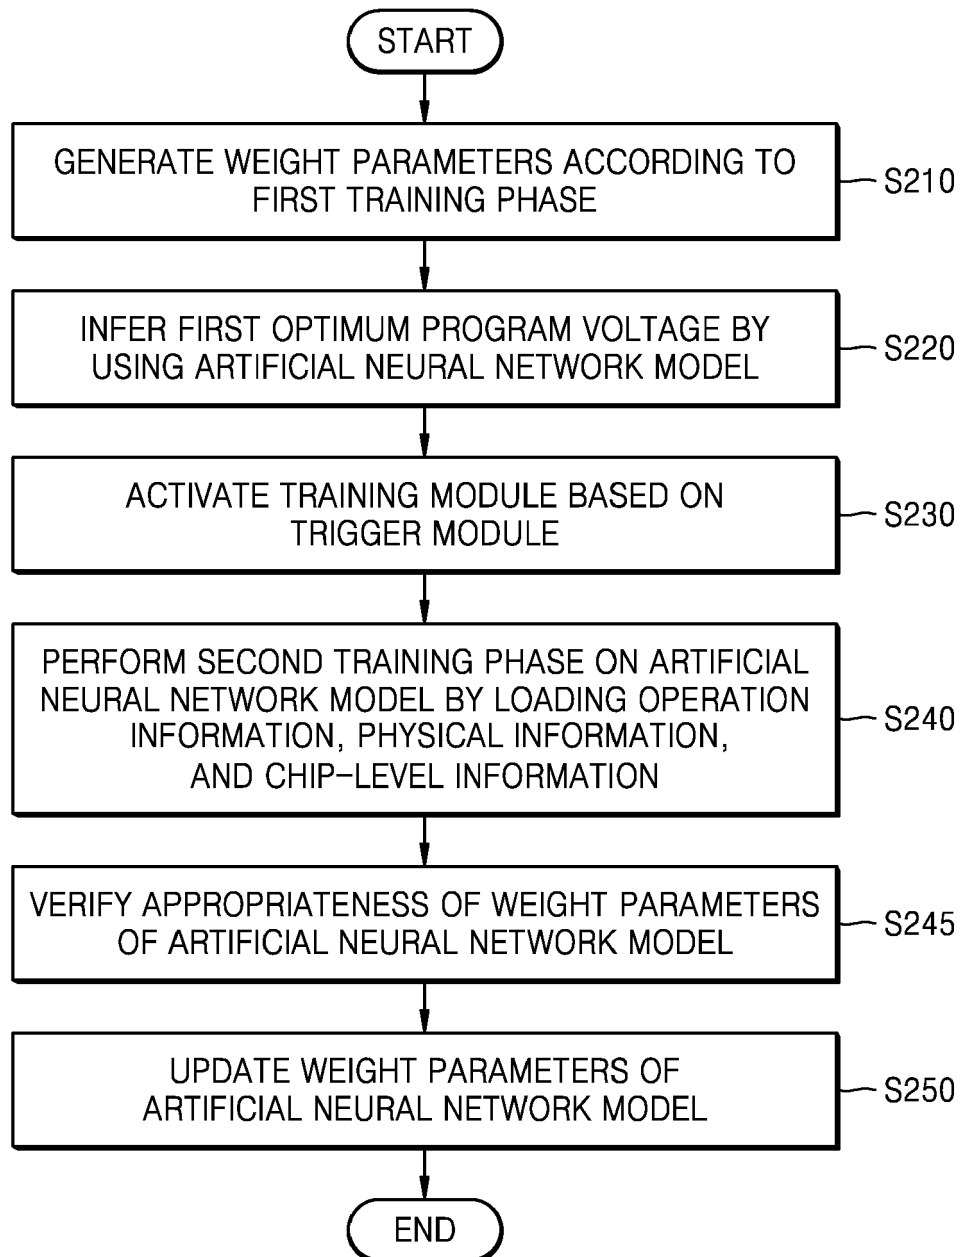 START
GENERATE WEIGHT PARAMETERS ACCORDING TO
FIRST TRAINING PHASE
S210
INFER FIRST OPTIMUM PROGRAM VOLTAGE BY
USING ARTIFICIAL NEURAL NETWORK MODEL
S220
ACTIVATE TRAINING MODULE BASED ON
TRIGGER MODULE
S230
PERFORM SECOND TRAINING PHASE ON ARTIFICIAL
NEURAL NETWORK MODEL BY LOADING OPERATION
INFORMATION, PHYSICAL INFORMATION,
AND CHIP-LEVEL INFORMATION
S240
VERIFY APPROPRIATENESS OF WEIGHT PARAMETERS
OF ARTIFICIAL NEURAL NETWORK MODEL
S245
UPDATE WEIGHT PARAMETERS OF
ARTIFICIAL NEURAL NETWORK MODEL
S250
END